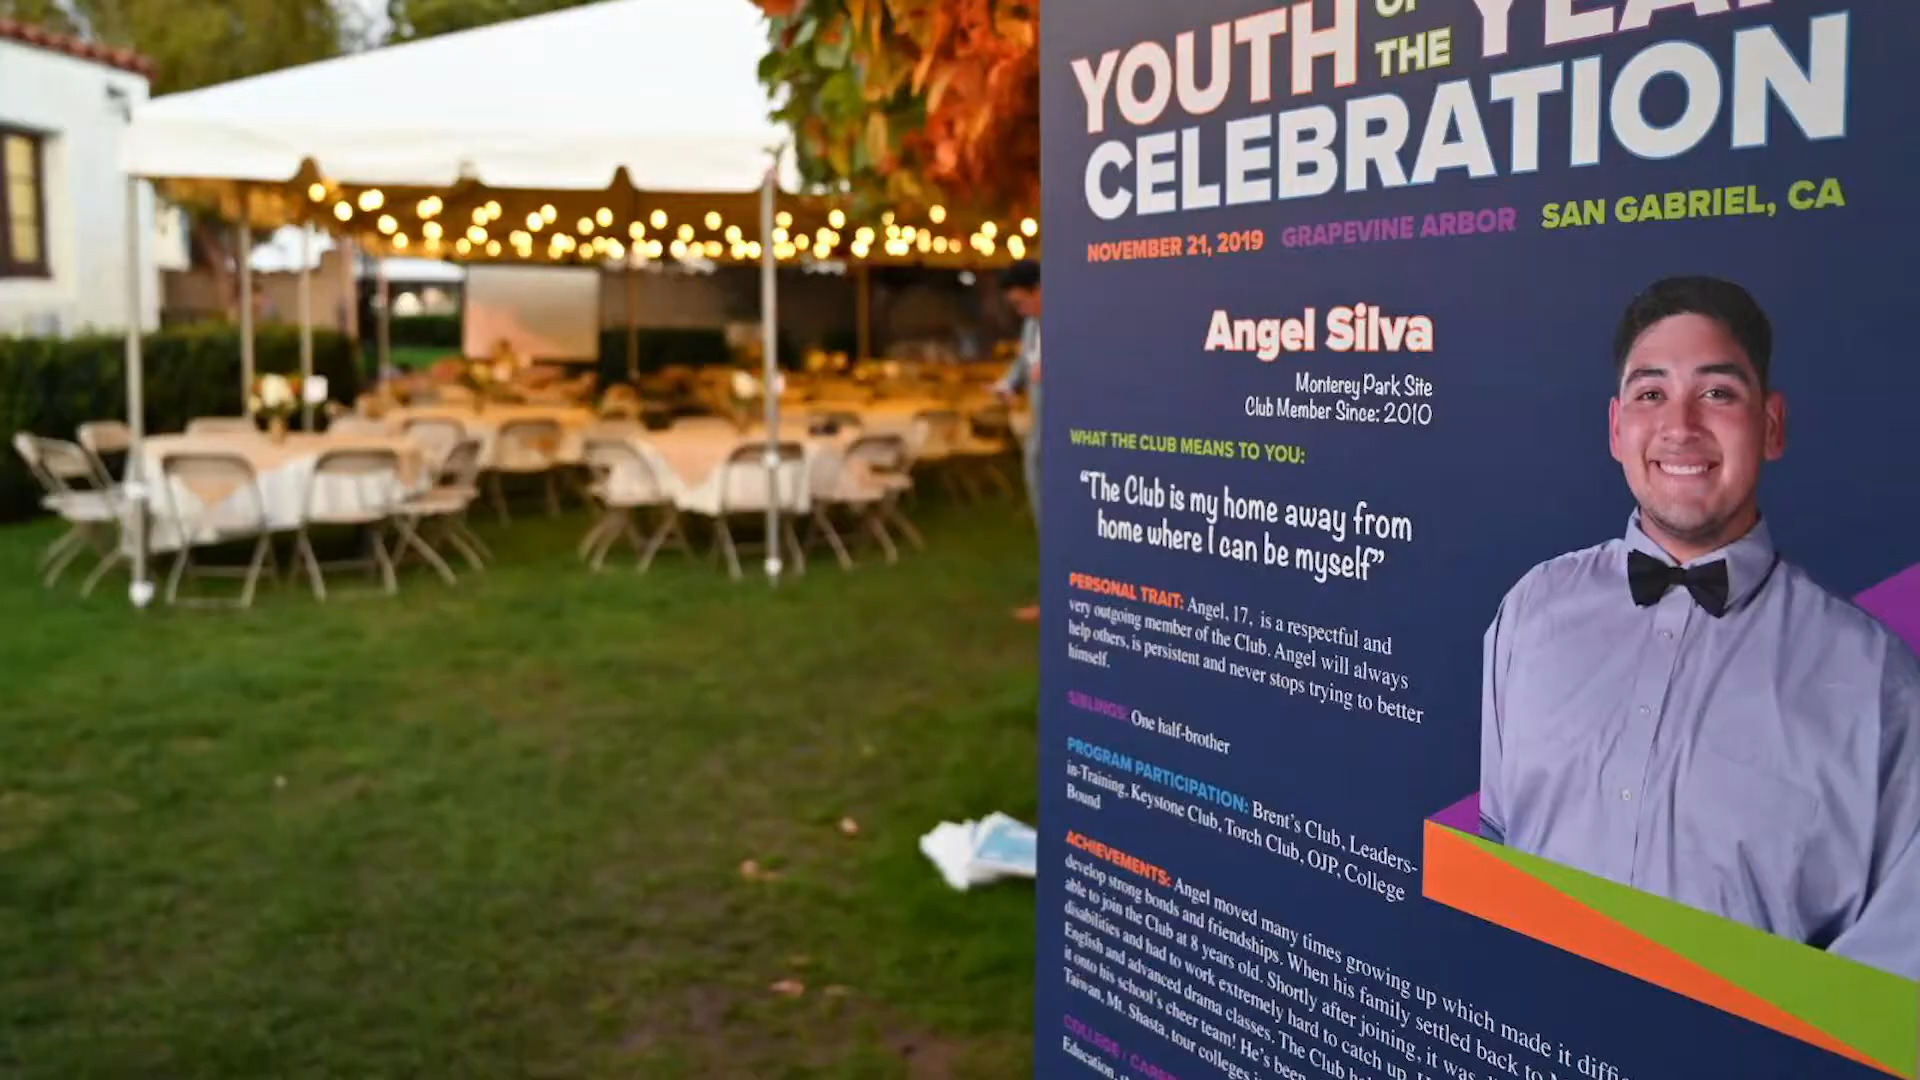 YOUTH OF THE YEAR
CELEBRATION
NOVEMBER 21, 2019 GRAPEVINE ARBOR SAN GABRIEL, CA
Angel Silva
Monterey Park Site
Club Member Since: 2010
WHAT THE CLUB MEANS TO YOU:
“The Club is my home away from
home where I can be myself”
PERSONAL TRAIT: Angel, 17, is a respectful and
very outgoing member of the Club. Angel will always
help others, is persistent and never stops trying to better
himself.
SIBLINGS: One half-brother
PROGRAM PARTICIPATION: Brent’s Club, Leaders-
in-Training, Keystone Club, Torch Club, OJP, College
Bound
ACHIEVEMENTS: Angel moved many times growing up which made it
develop strong bonds and friendships. When his family settled back to
able to join the Club at 8 years old. Shortly after joining, it was
disabilities and had to work extremely hard to catch up.
English and advanced drama classes. The Club
it onto his school’s cheer team! He’s been
Taiwan, Mt. Shasta, tour colleges
COLLEGE /
Education,